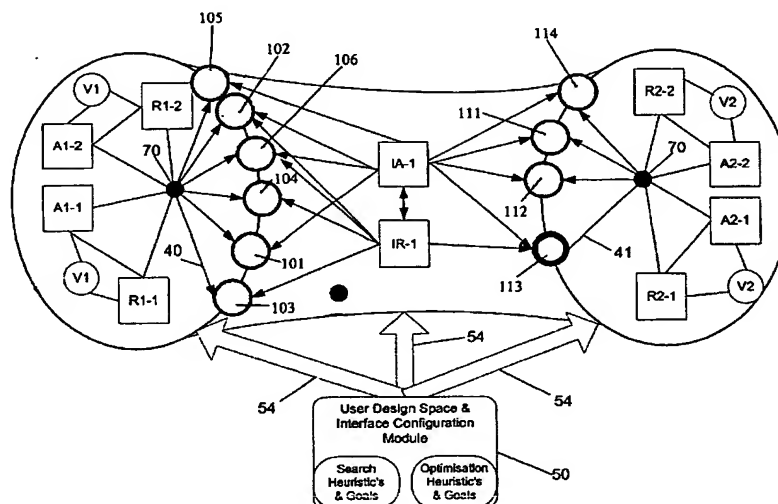 105
102
106
114
V1
R1-2
111
R2-2
V2
A1-2
70
IA-1
70
A2-2
104
112
A1-1
A2-1
40
IR-1
41
V1
R1-1
101
113
R2-1
V2
103
54
54
54
User Design Space &
Interface Configuration
Module
Search
Heuristic's
& Goals
Optimisation
Heuristic's
& Goals
50